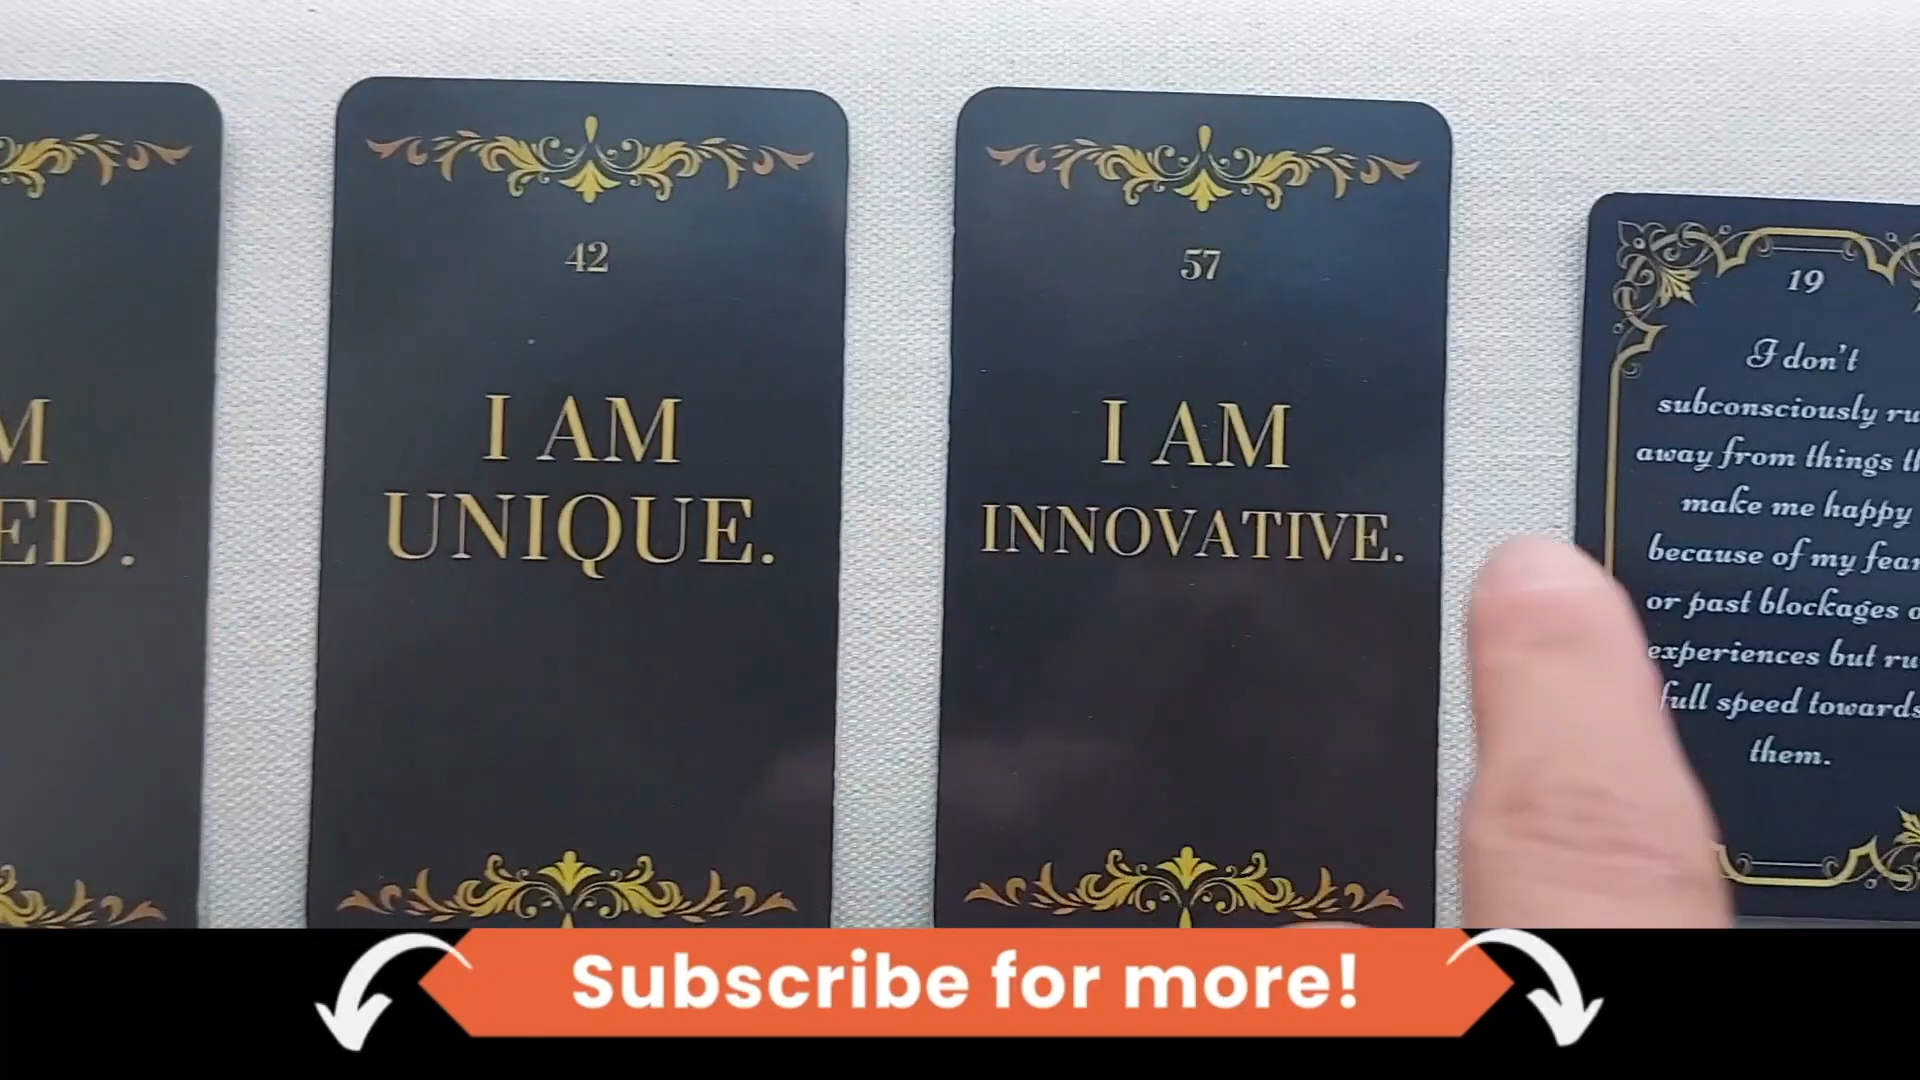 42
I AM
UNIQUE.
57
I AM
INNOVATIVE.
19
I don't
subconsciously
away from things
make me happy
because of my
or past blockages
experiences but
full speed towards
them.
Subscribe for more!